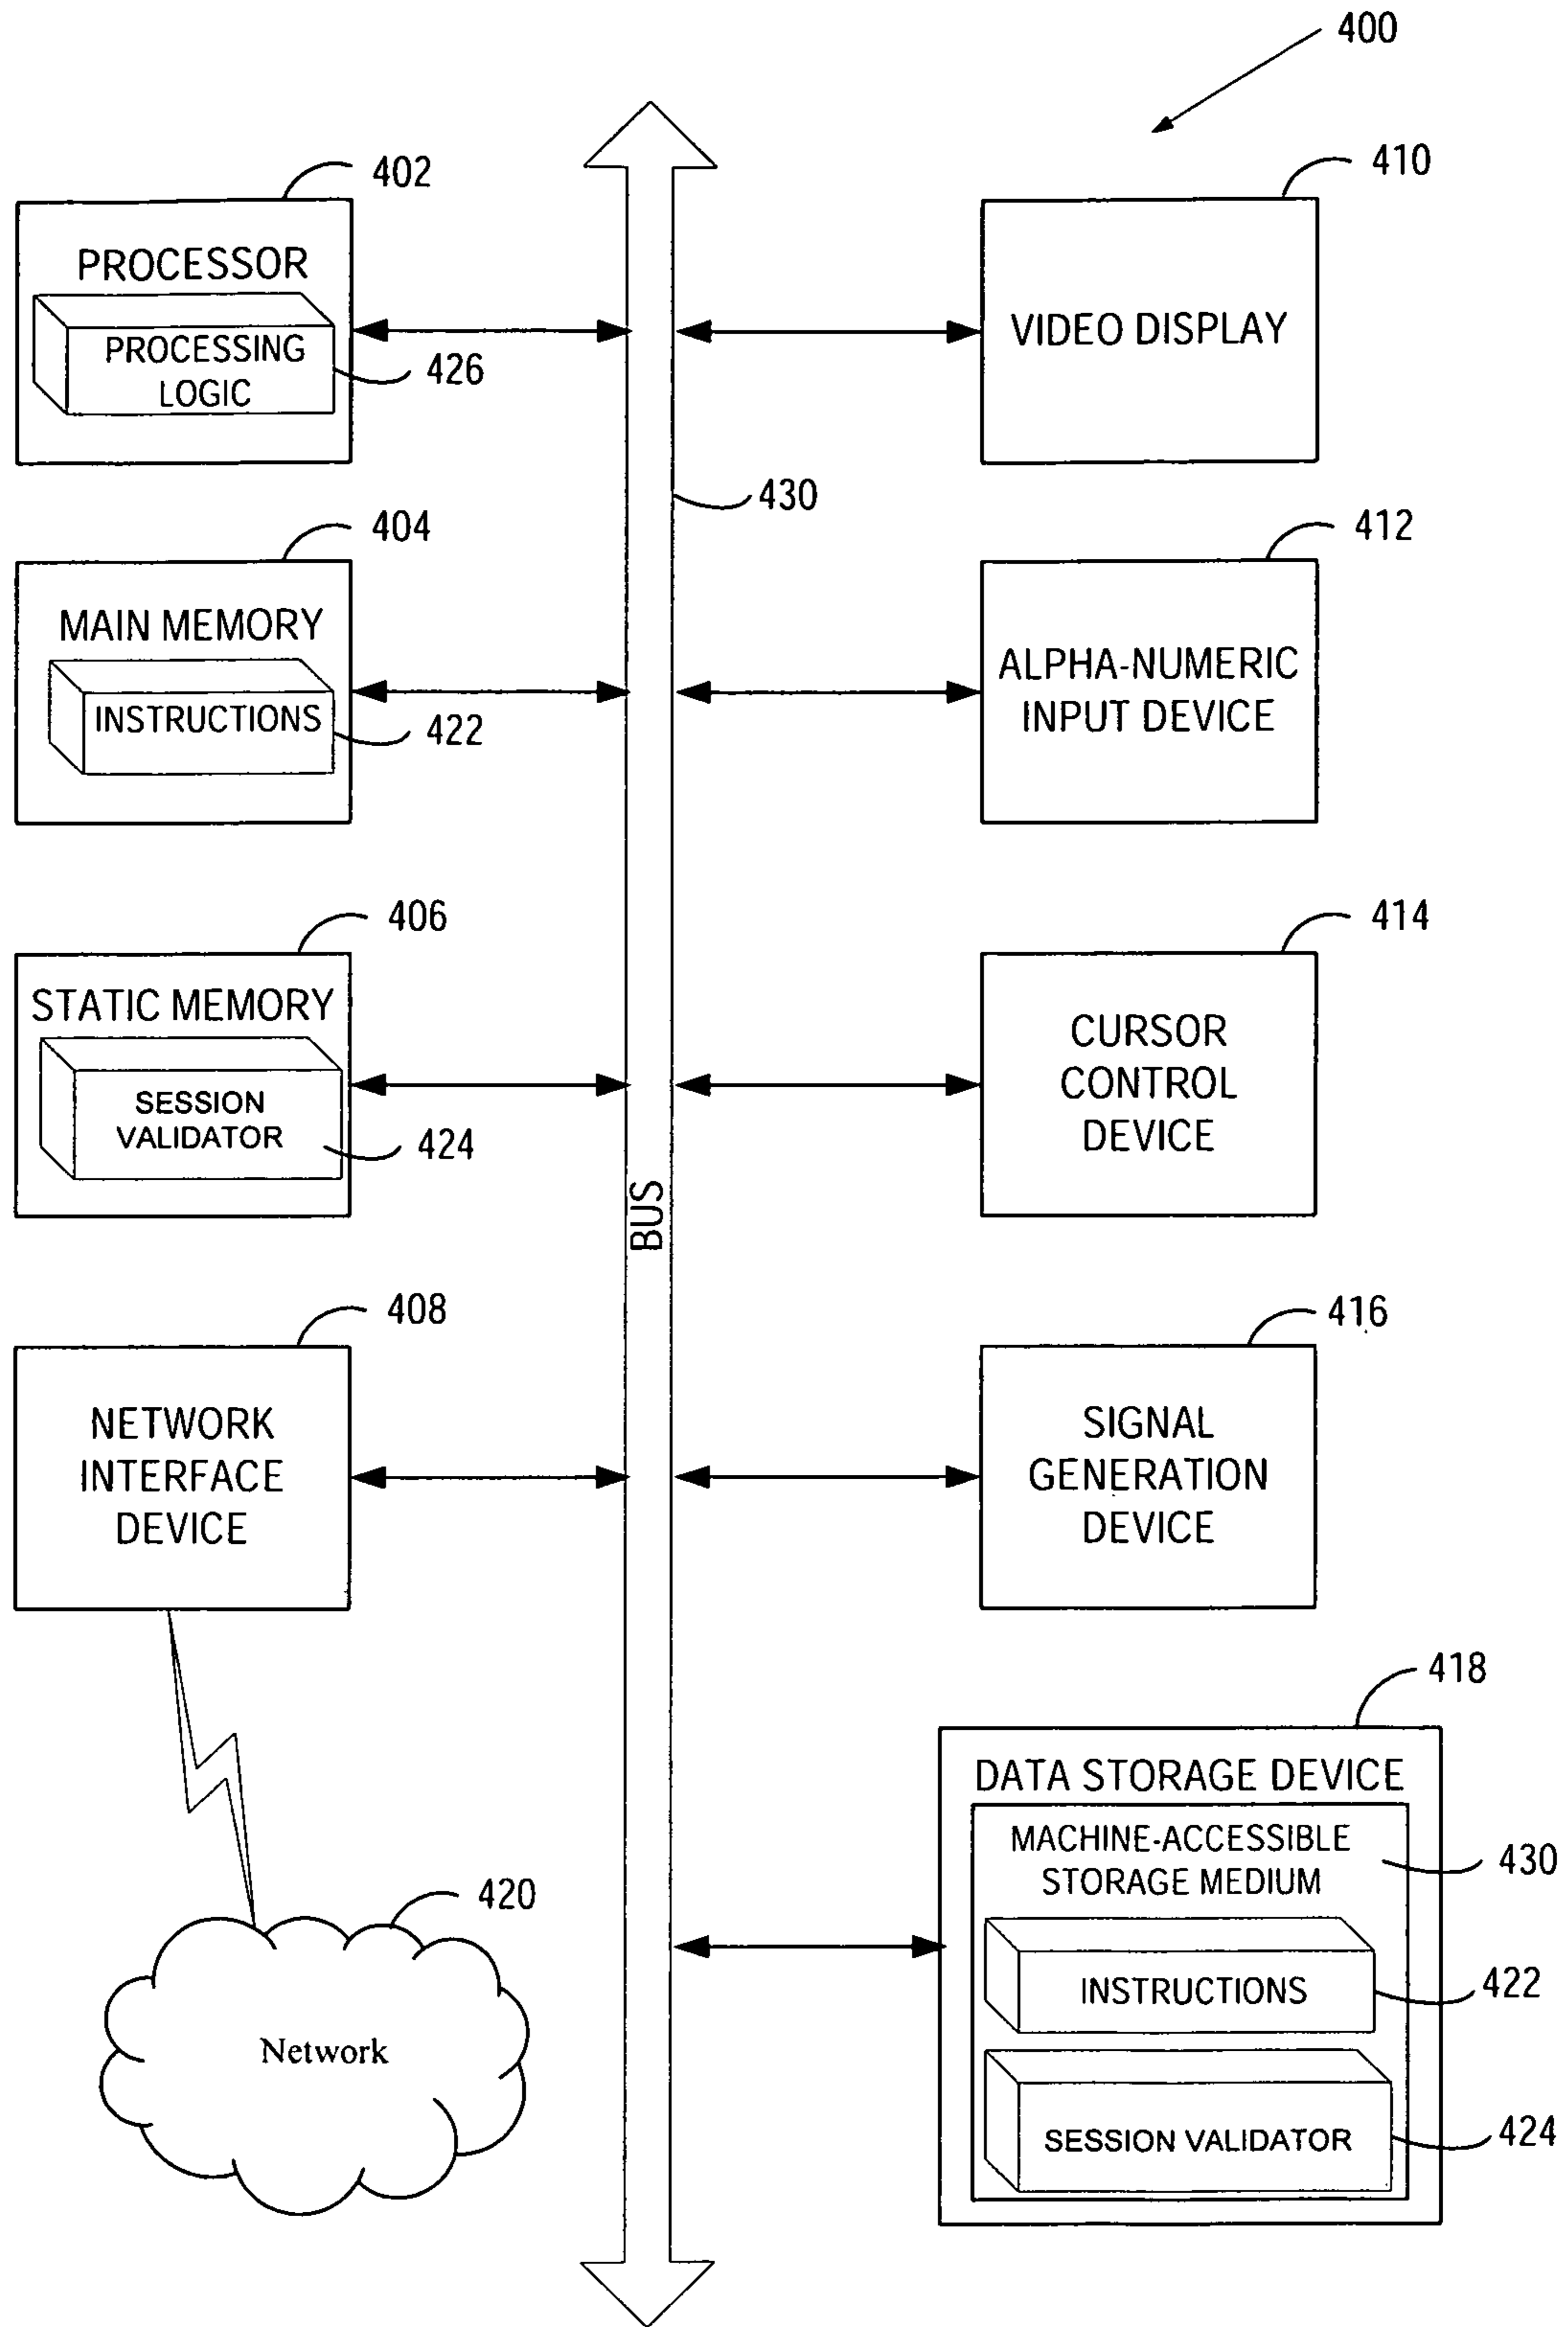 400
402
PROCESSOR
PROCESSING
LOGIC
426
410
VIDEO DISPLAY
430
404
MAIN MEMORY
INSTRUCTIONS
422
412
ALPHA-NUMERIC
INPUT DEVICE
406
STATIC MEMORY
SESSION
VALIDATOR
424
414
CURSOR
CONTROL
DEVICE
BUS
408
NETWORK
INTERFACE
DEVICE
416
SIGNAL
GENERATION
DEVICE
418
DATA STORAGE DEVICE
MACHINE-ACCESSIBLE
STORAGE MEDIUM
430
INSTRUCTIONS
422
SESSION VALIDATOR
424
420
Network